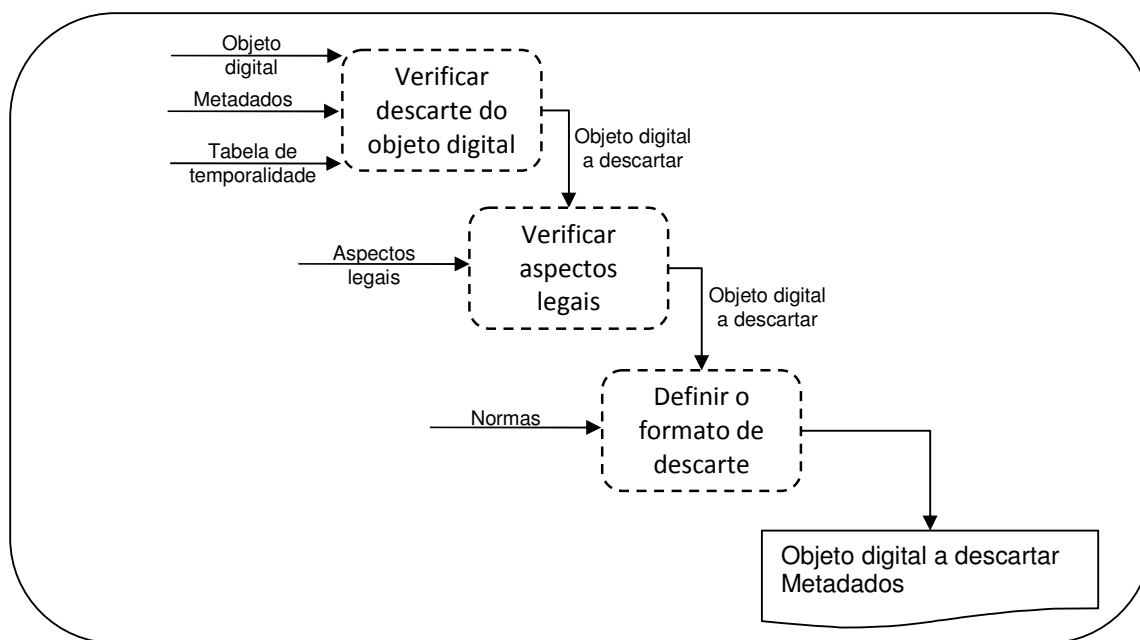 Objeto
digital
Metadados
Tabela de
temporalidade
Verificar
descarte do
objeto digital
Objeto digital
a descartar
Aspectos
legais
Verificar
aspectos
legais
Objeto digital
a descartar
Normas
Definir o
formato de
descarte
Objeto digital a descartar
Metadados